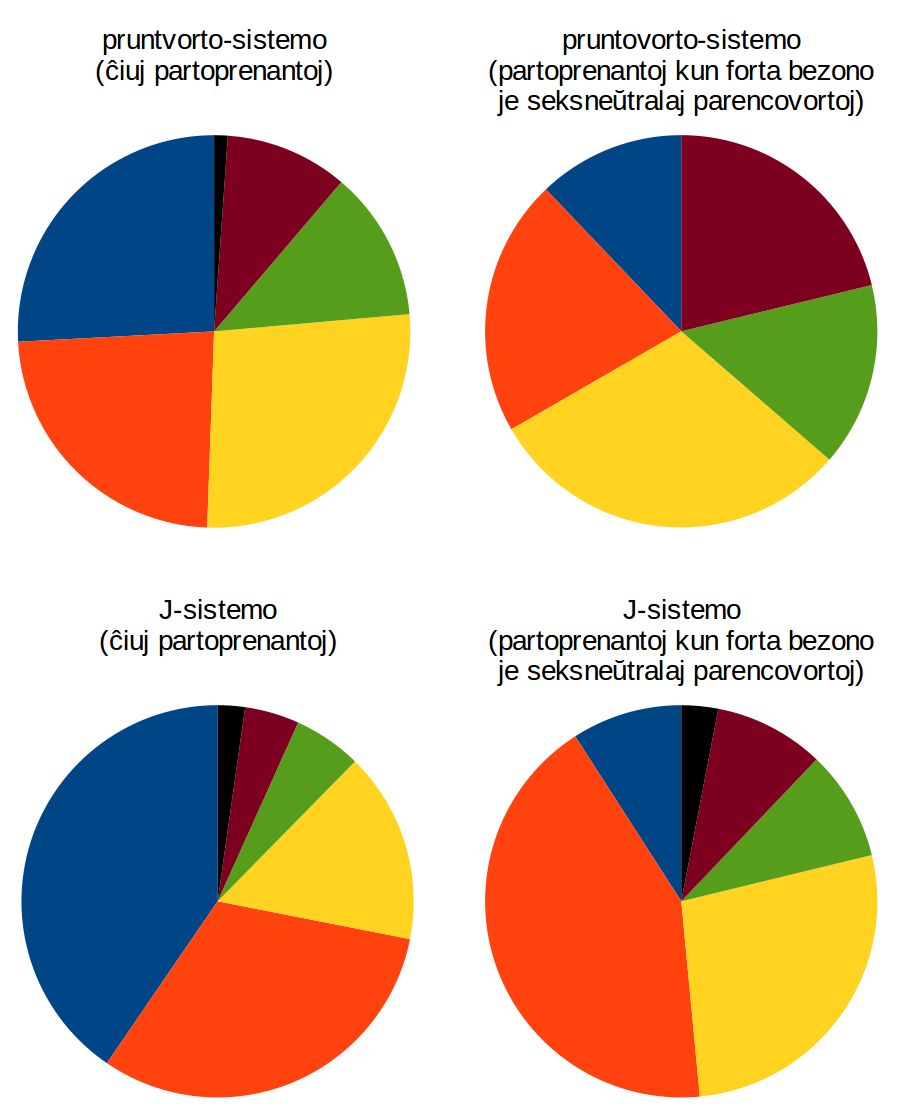 pruntvorto-sistemo
(ĉiuj partoprenantoj)
pruntovorto-sistemo
(partoprenantoj kun forta bezono
je seksneŭtralaj parencovortoj)
J-sistemo
(ĉiuj partoprenantoj)
J-sistemo
(partoprenantoj kun forta bezono
je seksneŭtralaj parencovortoj)